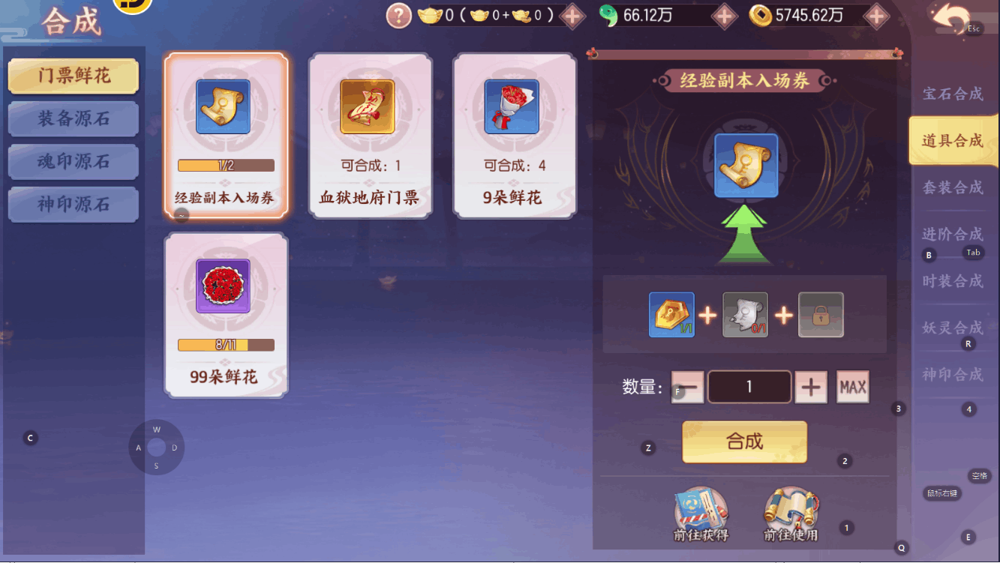 合成
0 ( 0 + 0 )
66.12万
5745.62万
Esc
门票鲜花
装备源石
魂印源石
神印源石
1/2
经验副本入场券
~
可合成：1
血狱地府门票
可合成：4
9朵鲜花
8/11
99朵鲜花
C
W
A
D
S
经验副本入场券
1/1
0/1
数量：
F
1
MAX
Z
合成
2
前往获得
前往使用
1
宝石合成
道具合成
套装合成
进阶合成
B
Tab
时装合成
妖灵合成
R
神印合成
3
4
空格
鼠标右键
E
Q